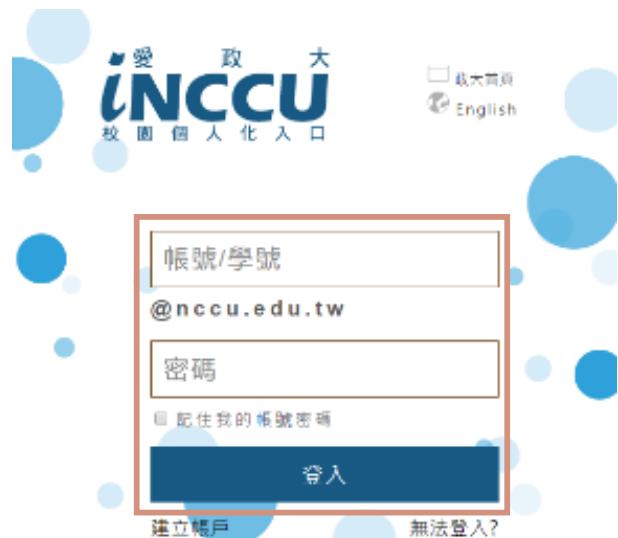 愛政大
iNCCU
校園個人化入口
政大首頁
English
帳號/學號
@nccu.edu.tw
密碼
記住我的帳號密碼
登入
建立帳戶 無法登入?